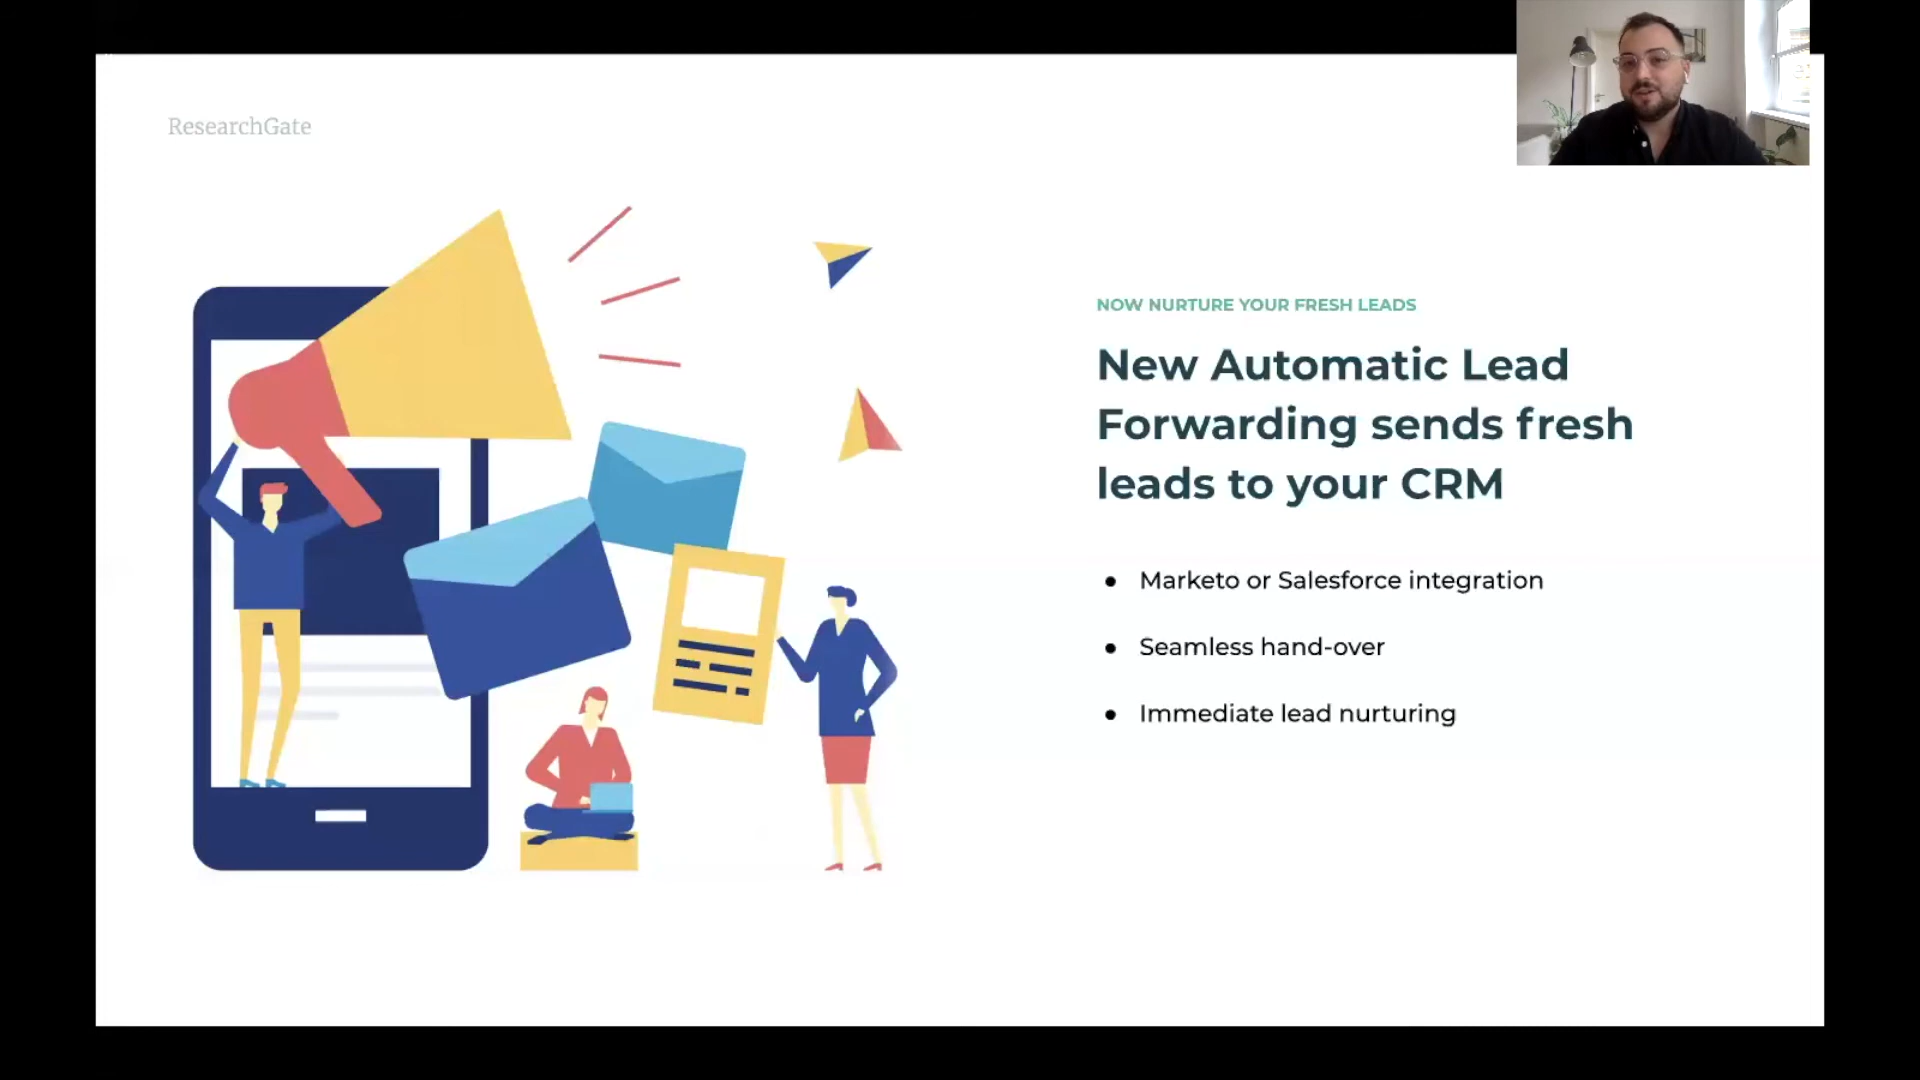 ResearchGate
NOW NURTURE YOUR FRESH LEADS
New Automatic Lead
Forwarding sends fresh
leads to your CRM
• Marketo or Salesforce integration
• Seamless hand-over
• Immediate lead nurturing